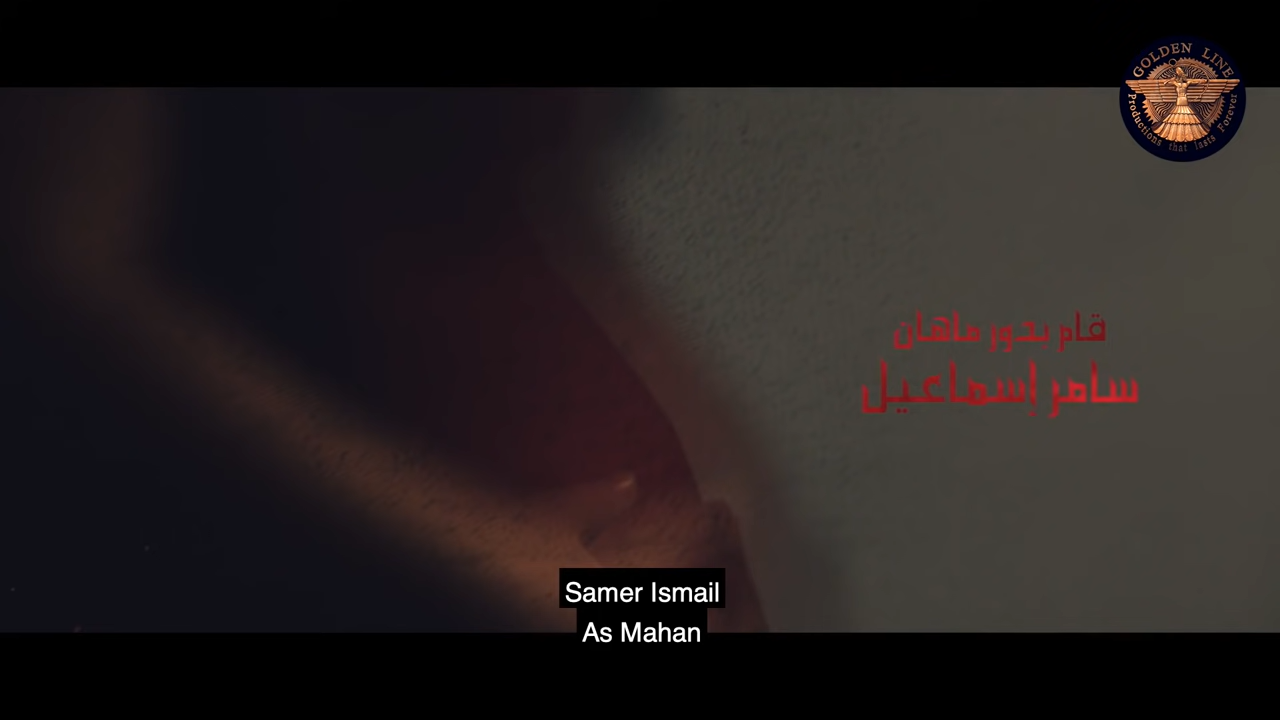 GOLDEN LINE
Productions that lasts Forever
قام بدور ماهان
سامر إسماعيل
Samer Ismail
As Mahan